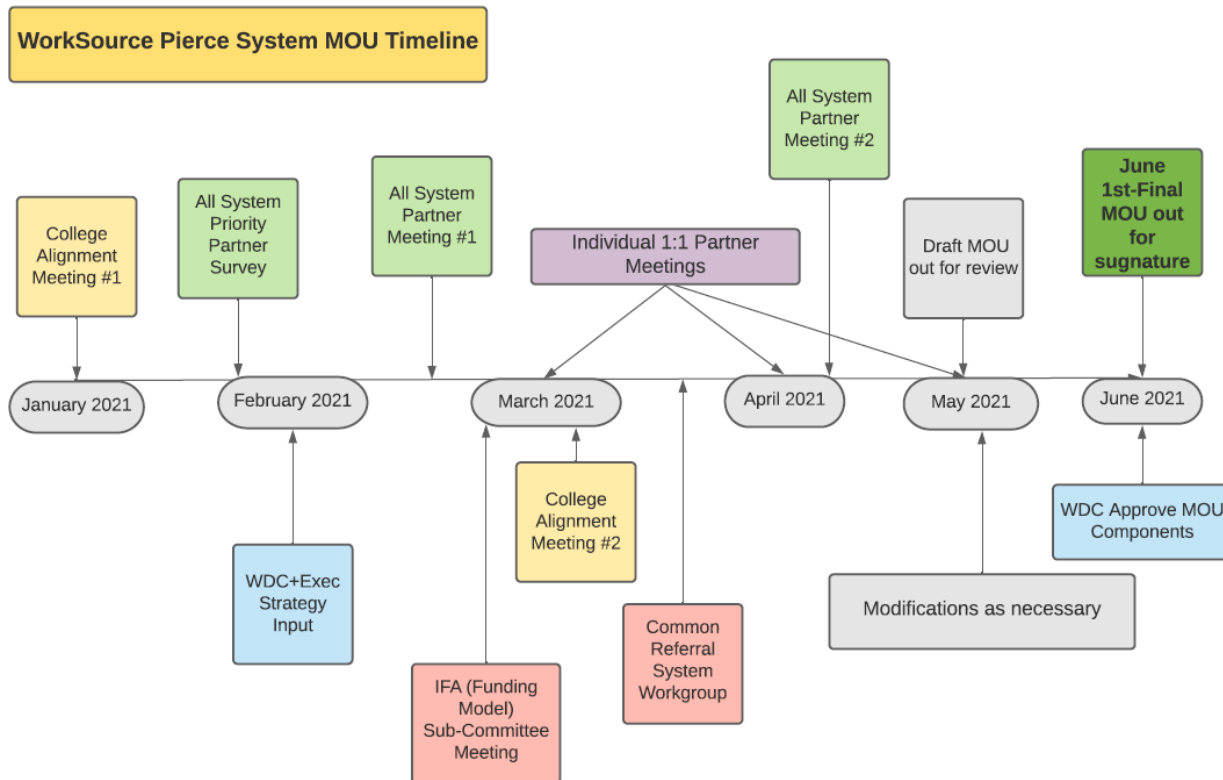 WorkSource Pierce System MOU Timeline
All System
Partner
Meeting #2
June
1st-Final
MOU out
for
sugnature
All System
Partner
Meeting #1
All System
Priority
Partner
Survey
College
Alignment
Meeting #1
Individual 1:1 Partner
Meetings
Draft MOU
out for review
January 2021
February 2021
March 2021
April 2021
May 2021
June 2021
College
Alignment
Meeting #2
WDC Approve MOU
Components
WDC+Exec
Strategy
Input
Modifications as necessary
Common
Referral
System
Workgroup
IFA (Funding
Model)
Sub-Committee
Meeting